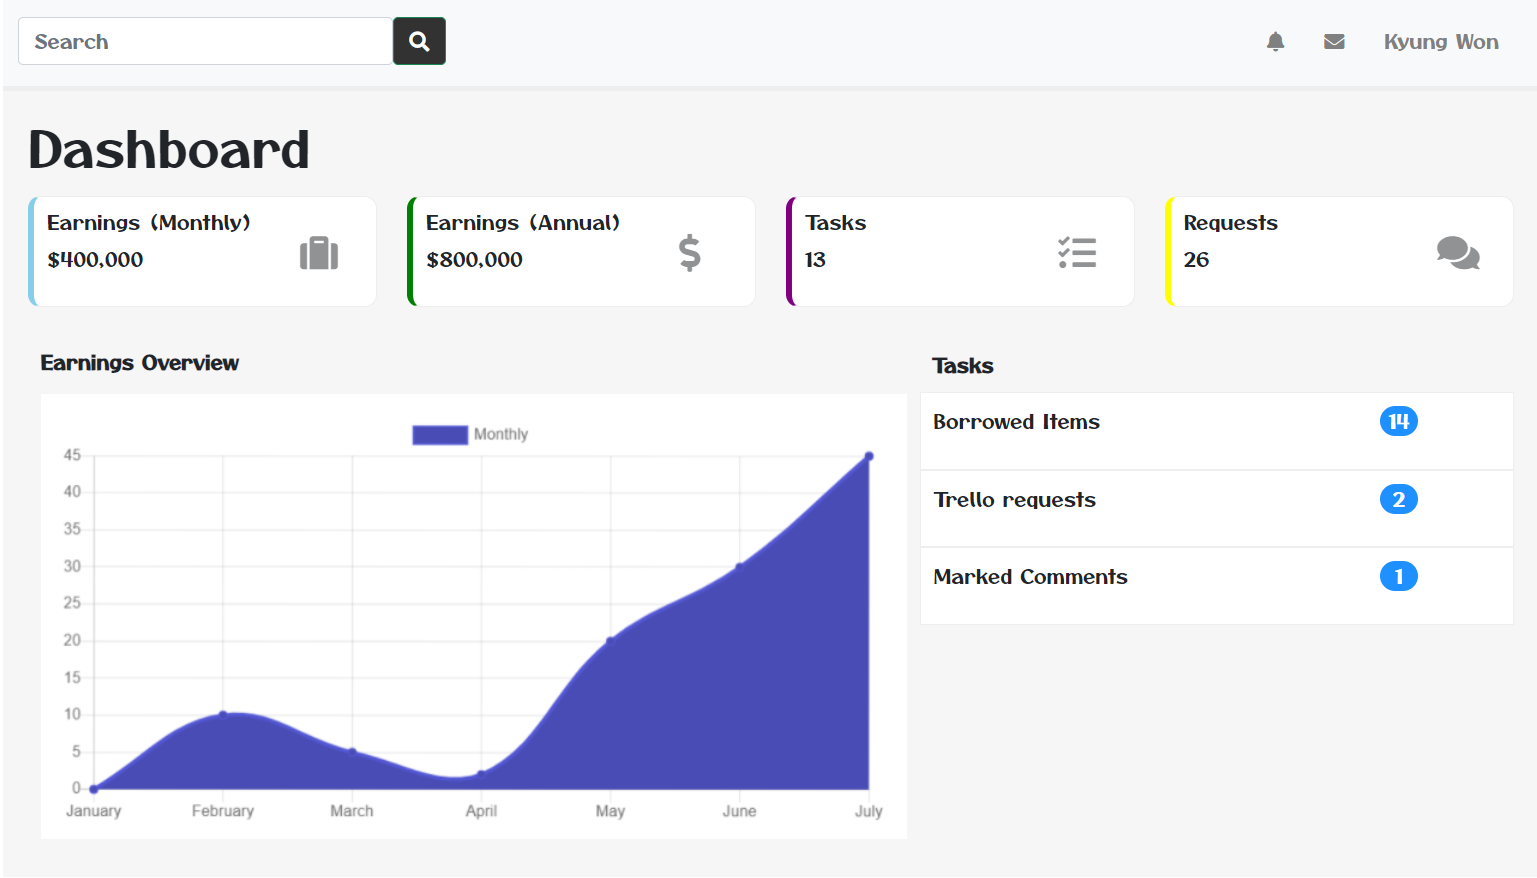 Search
Kyung Won
Dashboard
Earnings (Monthly)
$400,000
Earnings (Annual)
$800,000
Tasks
13
Requests
26
Earnings Overview
Monthly
45
40
35
30
25
20
15
10
5
0
January February March April May June July
Tasks
Borrowed Items 14
Trello requests 2
Marked Comments 1